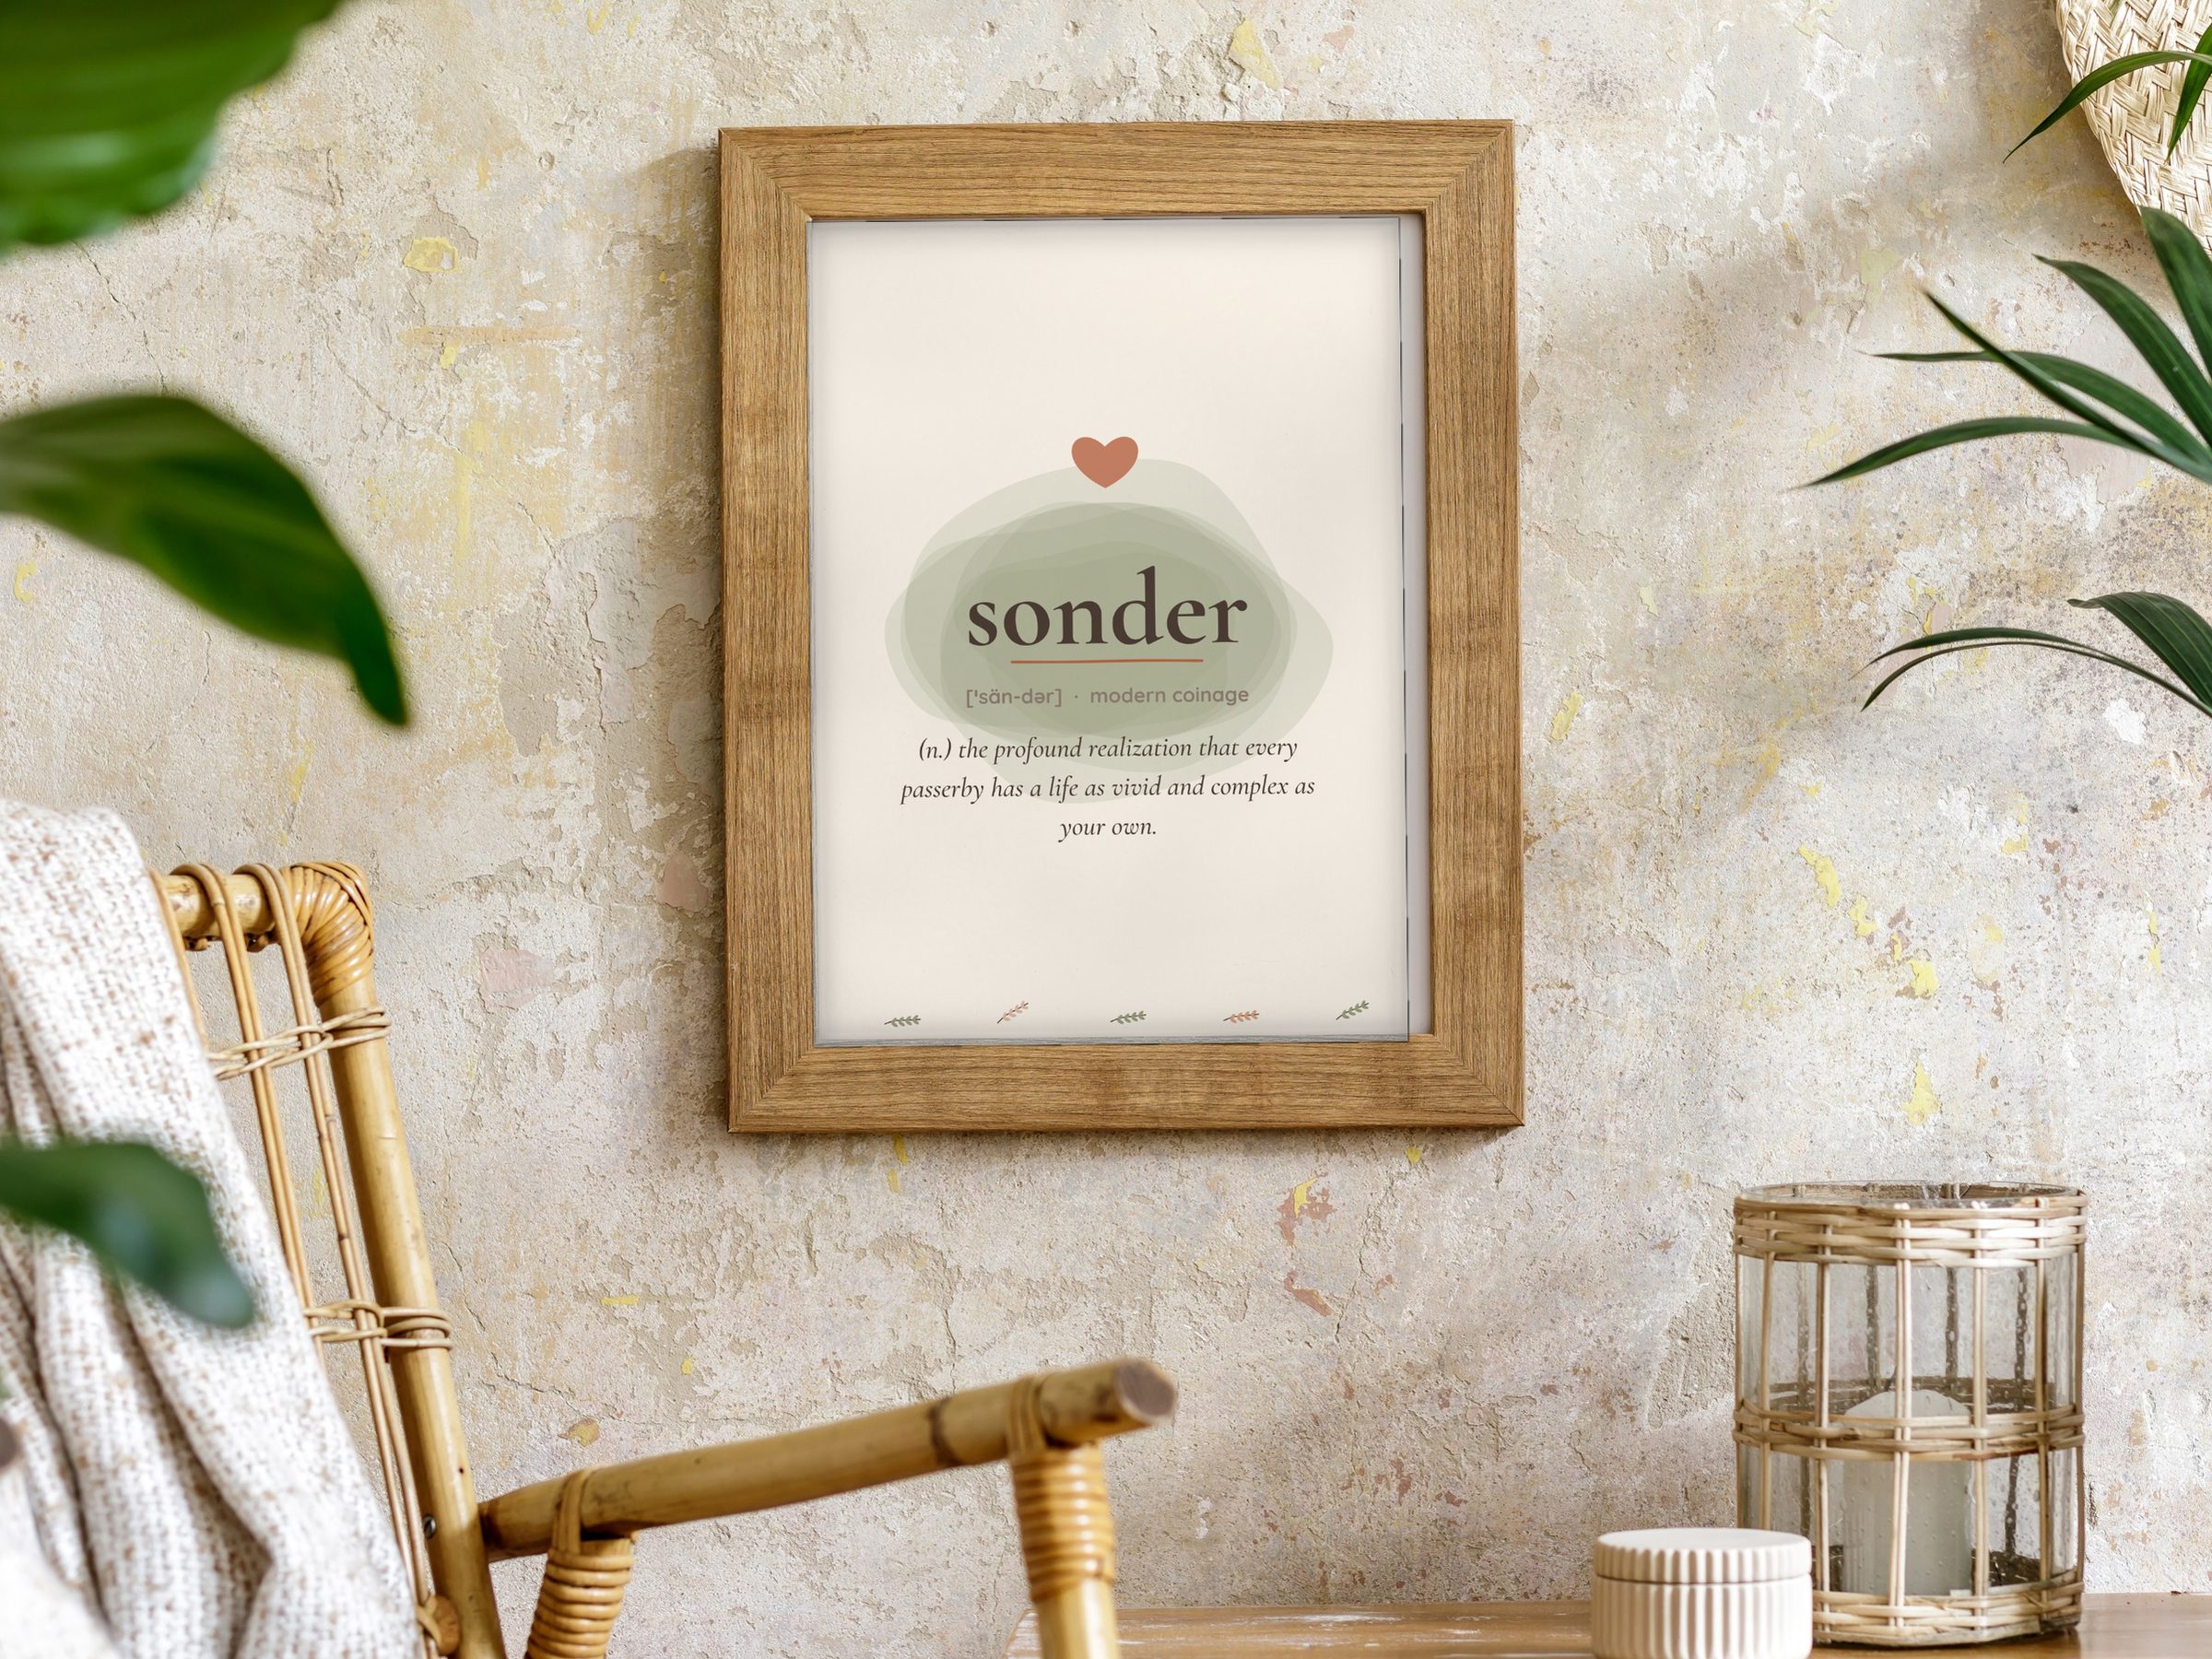 sonder
['sän-dər] · modern coinage
(n.) the profound realization that every
passerby has a life as vivid and complex as
your own.